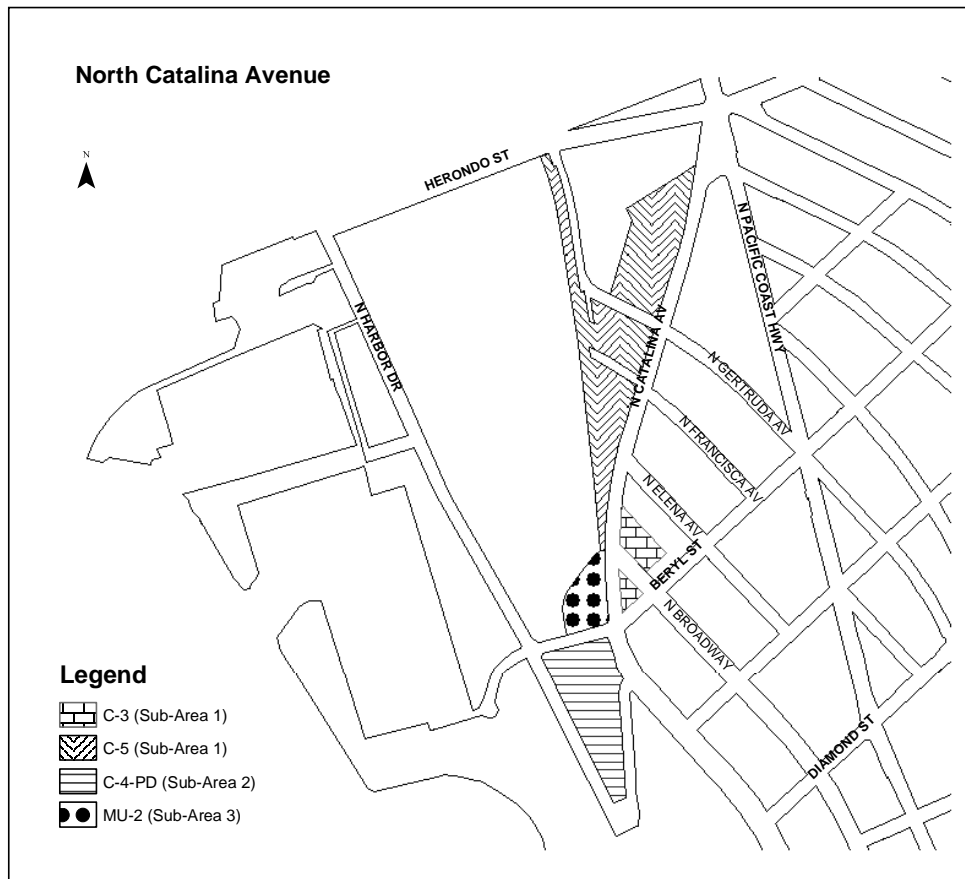 North Catalina Avenue
N
HERONDO ST
N HARBOR DR
N PACIFIC COAST HWY
N CATALINA AV
N GERTRUDA AV
N FRANCISCA AV
N ELENA AV
BERYL ST
N BROADWAY
DIAMOND ST
Legend
C-3 (Sub-Area 1)
C-5 (Sub-Area 1)
C-4-PD (Sub-Area 2)
MU-2 (Sub-Area 3)